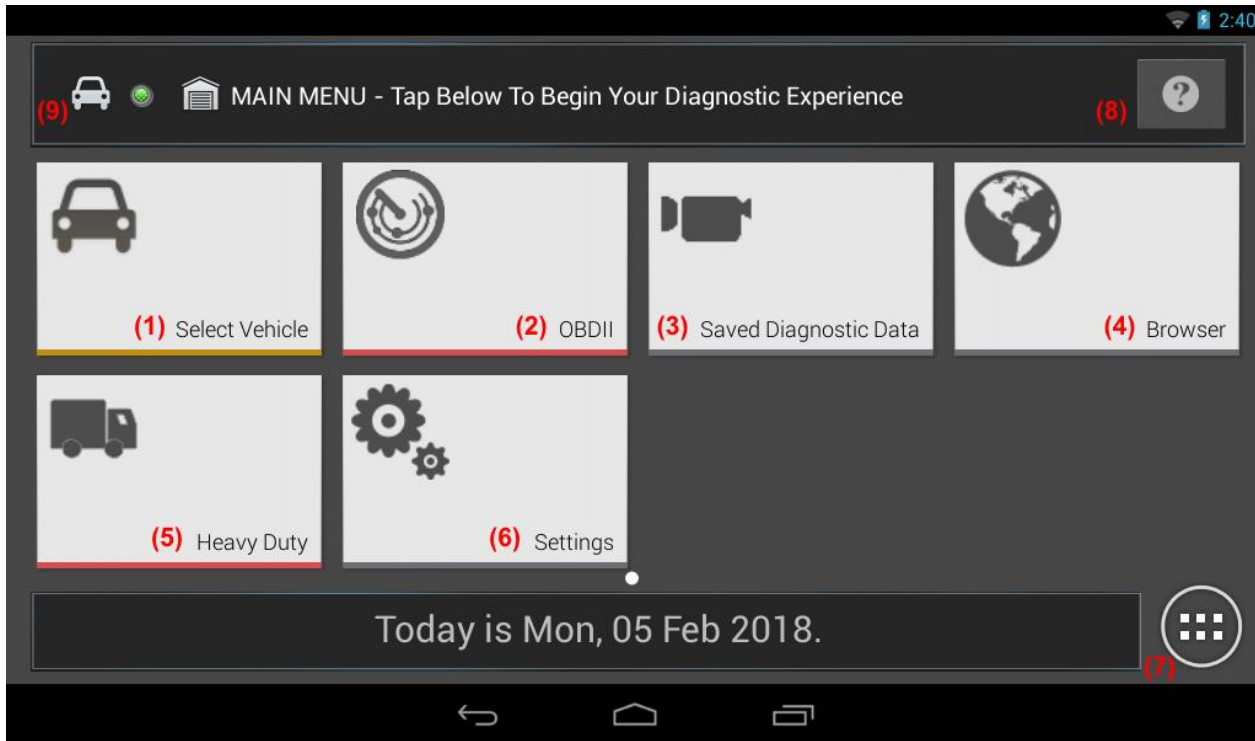 2:40
(9) MAIN MENU - Tap Below To Begin Your Diagnostic Experience (8) ?
(1) Select Vehicle
(2) OBDII
(3) Saved Diagnostic Data
(4) Browser
(5) Heavy Duty
(6) Settings
Today is Mon, 05 Feb 2018.
(7)